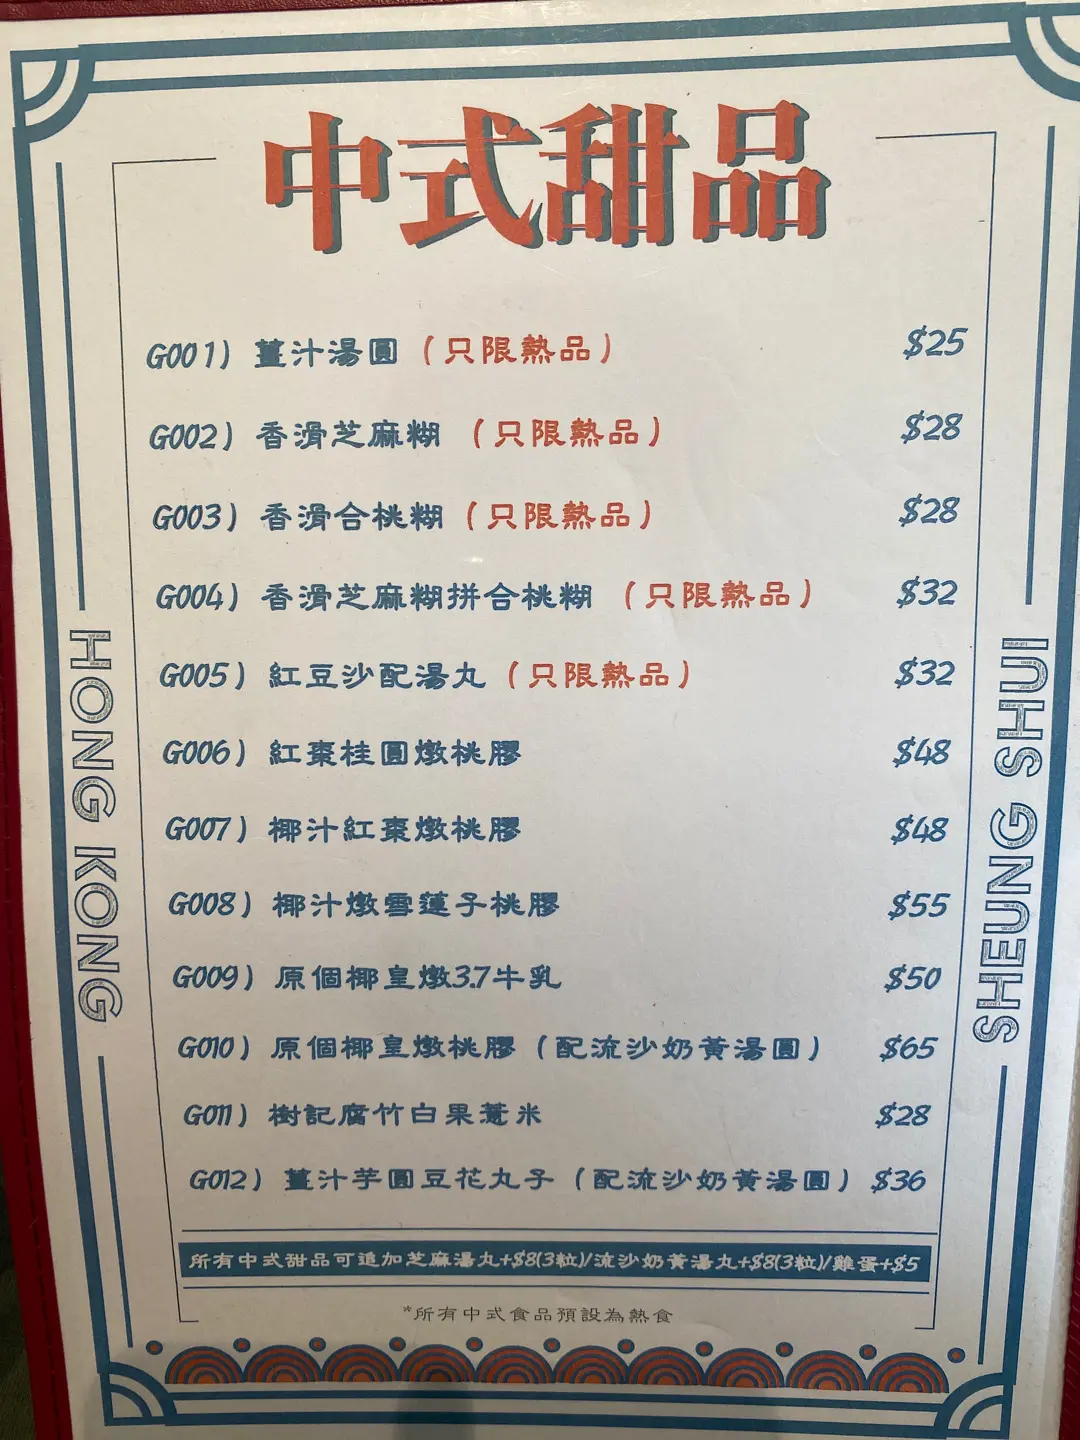 中式甜品
G001) 薑汁湯圓 (只限熱品) $25
G002) 香滑芝麻糊 (只限熱品) $28
G003) 香滑合桃糊 (只限熱品) $28
G004) 香滑芝麻糊拼合桃糊 (只限熱品) $32
G005) 紅豆沙配湯丸 (只限熱品) $32
G006) 紅棗桂圓燉桃膠 $48
G007) 椰汁紅棗燉桃膠 $48
G008) 椰汁燉雪蓮子桃膠 $55
G009) 原個椰皇燉3.7牛乳 $50
G010) 原個椰皇燉桃膠 (配流沙奶黃湯圓) $65
G011) 樹記腐竹白果薏米 $28
G012) 薑汁芋圓豆花丸子 (配流沙奶黃湯圓) $36
所有中式甜品可追加芝麻湯丸+$8(3粒)/流沙奶黃湯丸+$8(3粒)/雞蛋+$5
*所有中式食品預設為熱食
HONG KONG
SHEUNG SHUI